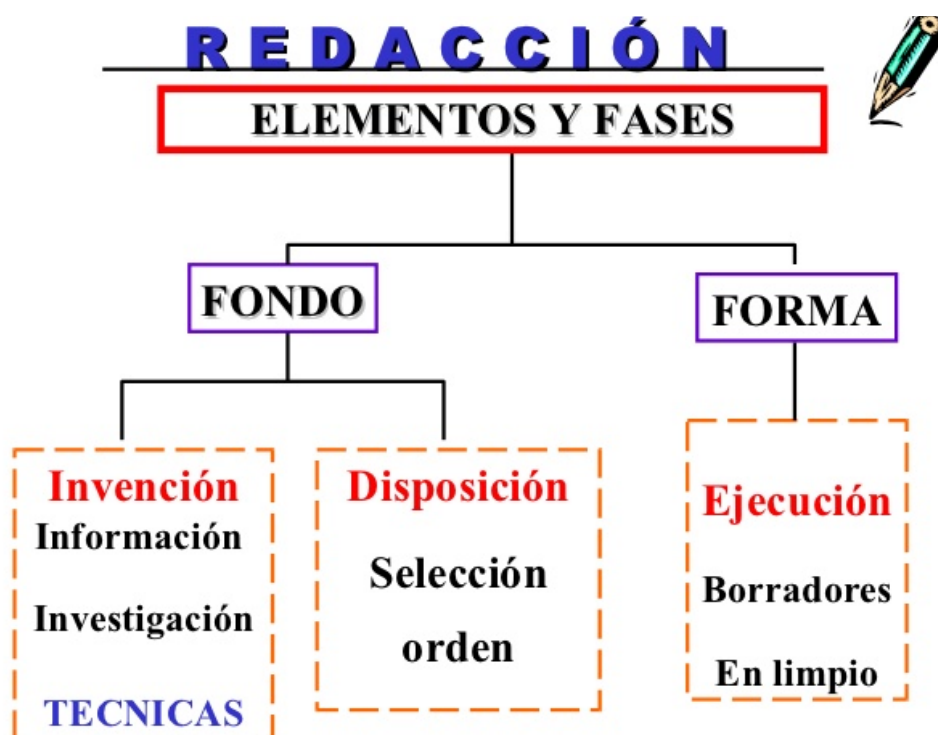 REDACCIÓN
ELEMENTOS Y FASES
FONDO
FORMA
Invención
Información
Investigación
TECNICAS
Disposición
Selección
orden
Ejecución
Borradores
En limpio